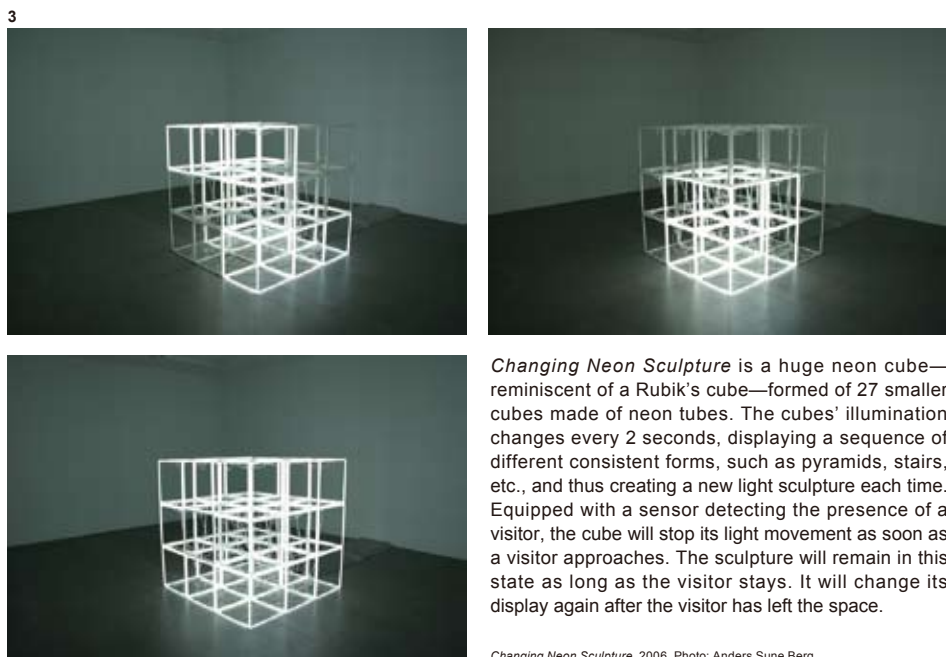 3
Changing Neon Sculpture is a huge neon cube—
reminiscent of a Rubik's cube—formed of 27 smaller
cubes made of neon tubes. The cubes' illumination
changes every 2 seconds, displaying a sequence of
different consistent forms, such as pyramids, stairs,
etc., and thus creating a new light sculpture each time.
Equipped with a sensor detecting the presence of a
visitor, the cube will stop its light movement as soon as
a visitor approaches. The sculpture will remain in this
state as long as the visitor stays. It will change its
display again after the visitor has left the space.
Changing Neon Sculpture, 2006. Photo: Anders Sune Berg